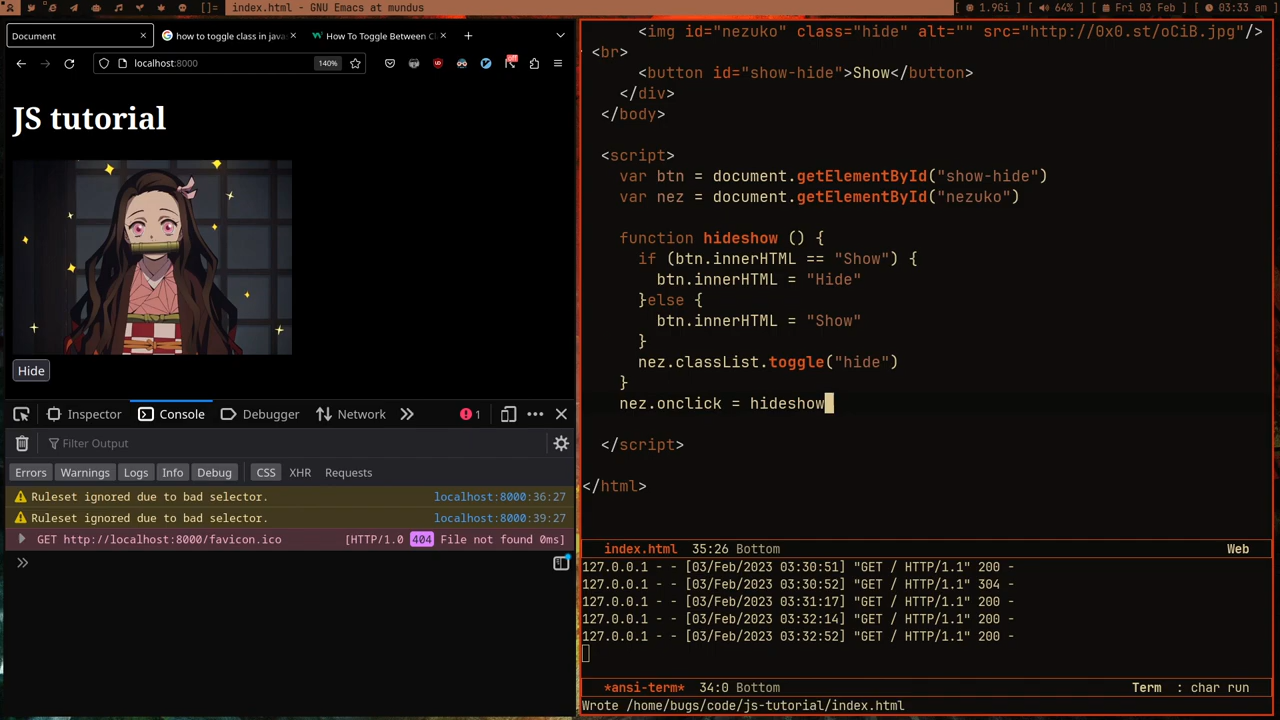 []= index.html - GNU Emacs at mundus 1.9Gi 64% Fri 03 Feb 03:33 am
Document how to toggle class in java How To Toggle Between Cl
localhost:8000 140%
JS tutorial
Hide
Inspector Console Debugger Network 1
Filter Output
Errors Warnings Logs Info Debug CSS XHR Requests
Ruleset ignored due to bad selector. localhost:8000:36:27
Ruleset ignored due to bad selector. localhost:8000:39:27
GET http://localhost:8000/favicon.ico [HTTP/1.0 404 File not found 0ms]
<img id="nezuko" class="hide" alt="" src="http://0x0.st/oCiB.jpg"/>
<br>
<button id="show-hide">Show</button>
</div>
</body>
<script>
var btn = document.getElementById("show-hide")
var nez = document.getElementById("nezuko")
function hideshow () {
if (btn.innerHTML == "Show") {
btn.innerHTML = "Hide"
}else {
btn.innerHTML = "Show"
}
nez.classList.toggle("hide")
}
nez.onclick = hideshow
</script>
</html>
index.html 35:26 Bottom Web
127.0.0.1 - - [03/Feb/2023 03:30:51] "GET / HTTP/1.1" 200 -
127.0.0.1 - - [03/Feb/2023 03:30:52] "GET / HTTP/1.1" 304 -
127.0.0.1 - - [03/Feb/2023 03:31:17] "GET / HTTP/1.1" 200 -
127.0.0.1 - - [03/Feb/2023 03:32:14] "GET / HTTP/1.1" 200 -
127.0.0.1 - - [03/Feb/2023 03:32:52] "GET / HTTP/1.1" 200 -
*ansi-term* 34:0 Bottom Term : char run
Wrote /home/bugs/code/js-tutorial/index.html